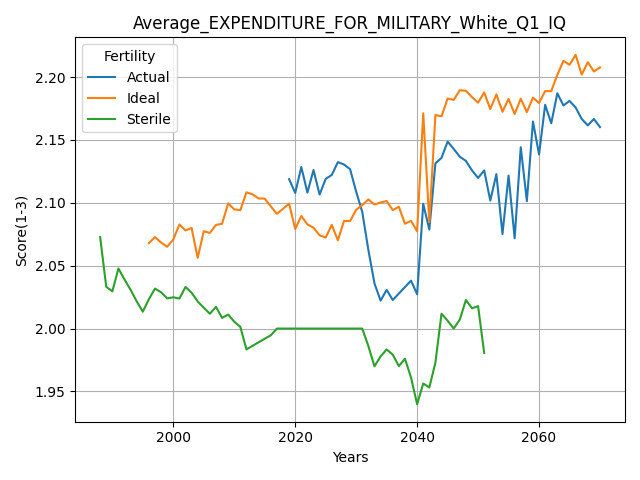 Average_EXPENDITURE_FOR_MILITARY_White_Q1_IQ
Fertility
Actual
Ideal
Sterile
Score(1-3)
2.20
2.15
2.10
2.05
2.00
1.95
2000 2020 2040 2060
Years